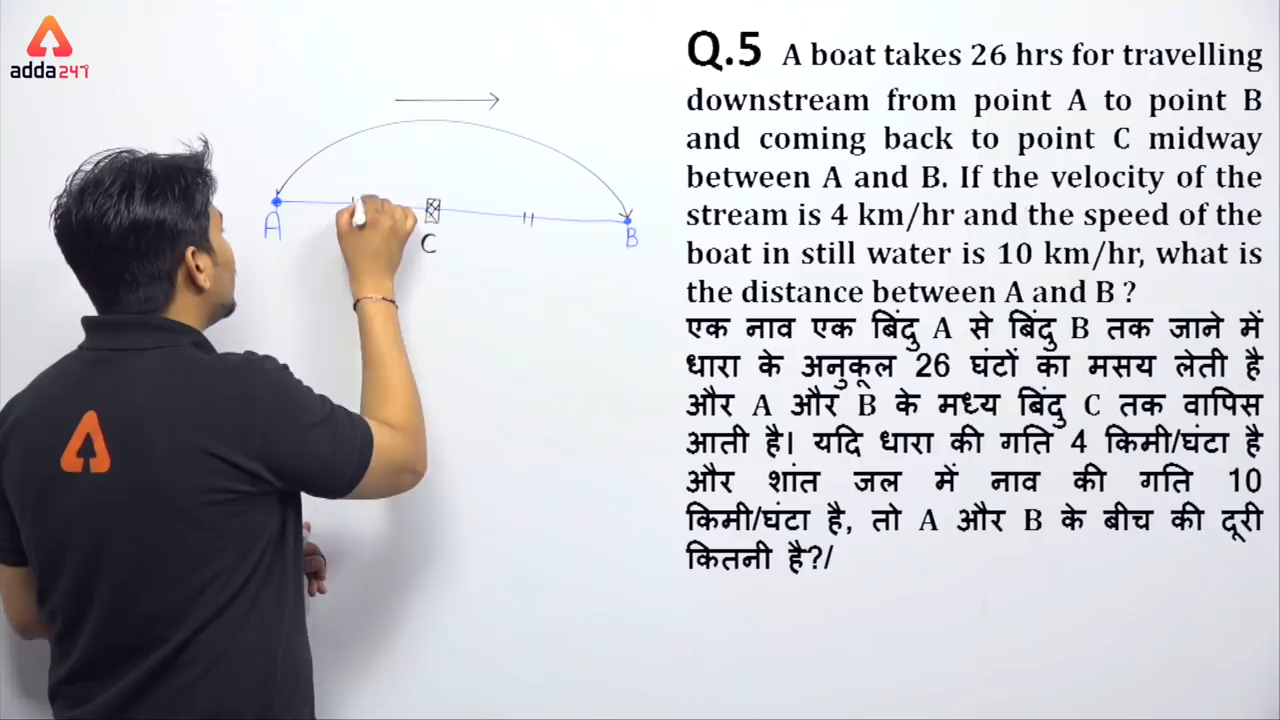 adda247
A
C
B
Q.5 A boat takes 26 hrs for travelling
downstream from point A to point B
and coming back to point C midway
between A and B. If the velocity of the
stream is 4 km/hr and the speed of the
boat in still water is 10 km/hr, what is
the distance between A and B ?
एक नाव एक बिंदु A से बिंदु B तक जाने में
धारा के अनुकूल 26 घंटों का मसय लेती है
और A और B के मध्य बिंदु C तक वापिस
आती है। यदि धारा की गति 4 किमी/घंटा है
और शांत जल में नाव की गति 10
किमी/घंटा है, तो A और B के बीच की दूरी
कितनी है?/